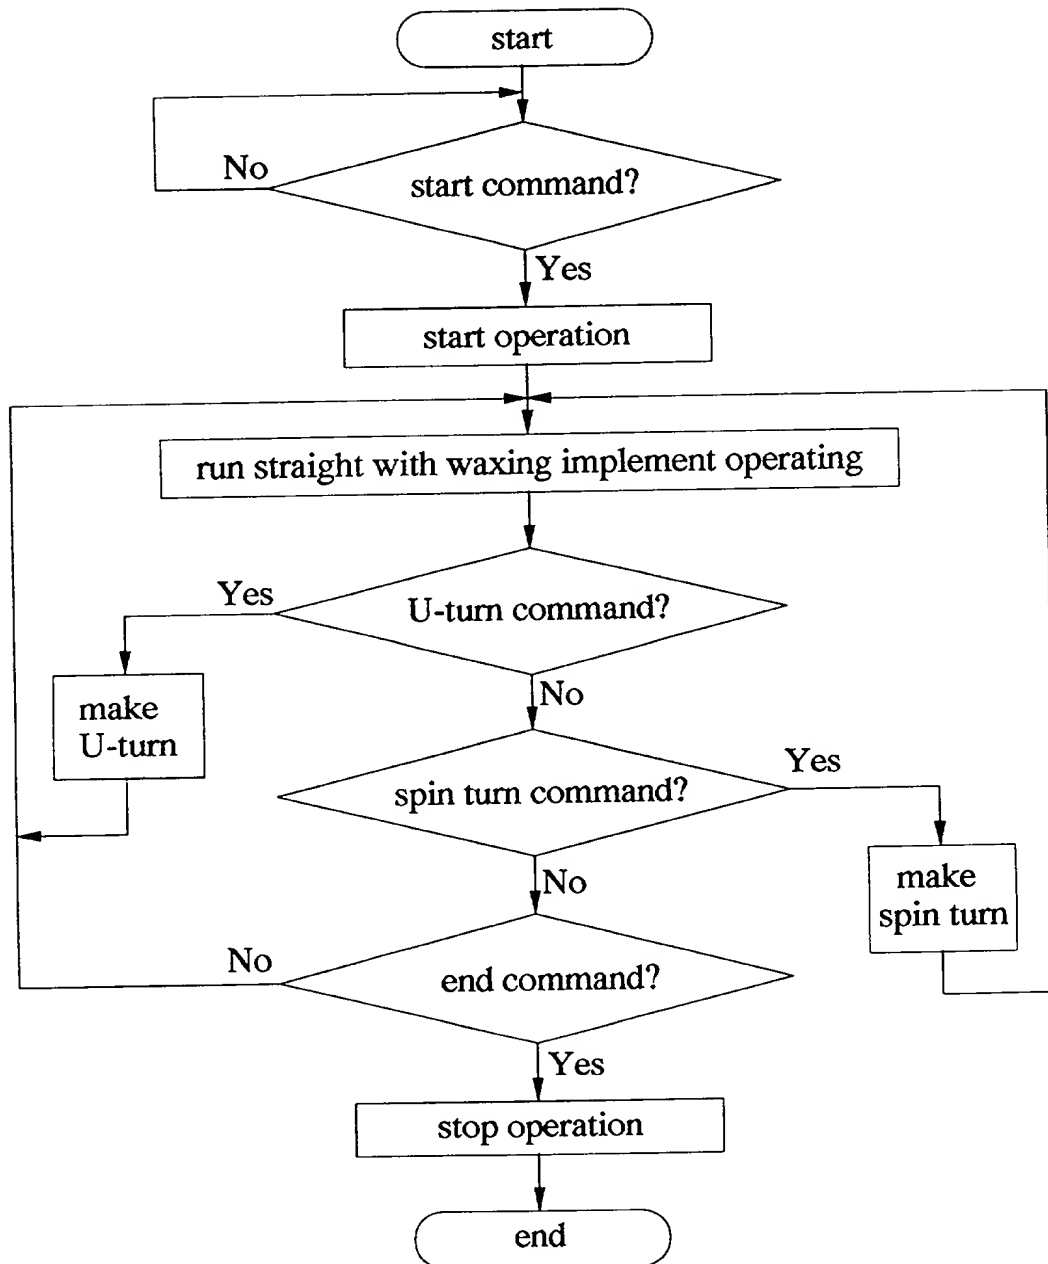 start
No
start command?
Yes
start operation
run straight with waxing implement operating
Yes
U-turn command?
No
make
U-turn
Yes
spin turn command?
No
make
spin turn
No
end command?
Yes
stop operation
end